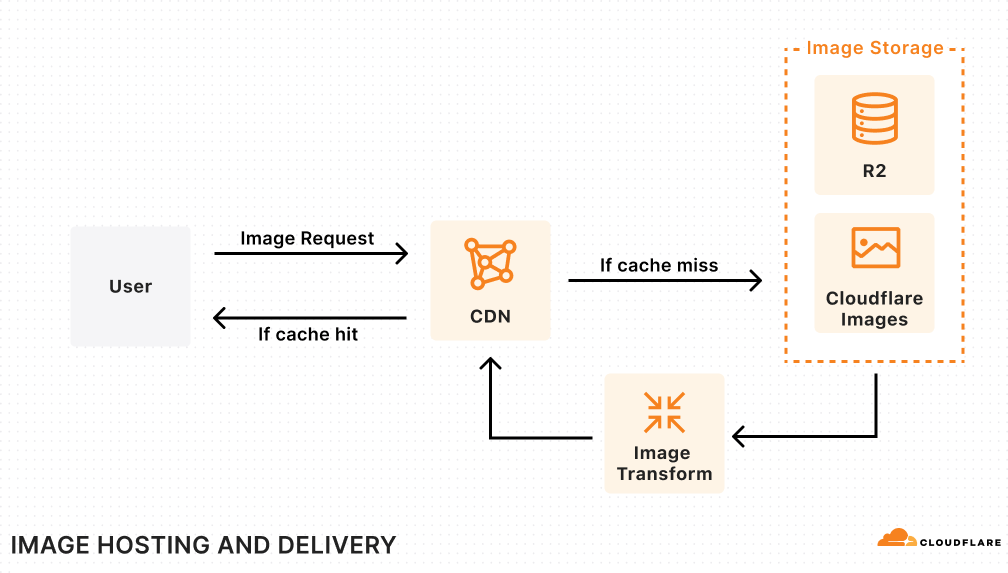 Image Storage
R2
Image Request
User
If cache miss
CDN
Cloudflare
Images
If cache hit
Image
Transform
IMAGE HOSTING AND DELIVERY
CLOUDFLARE